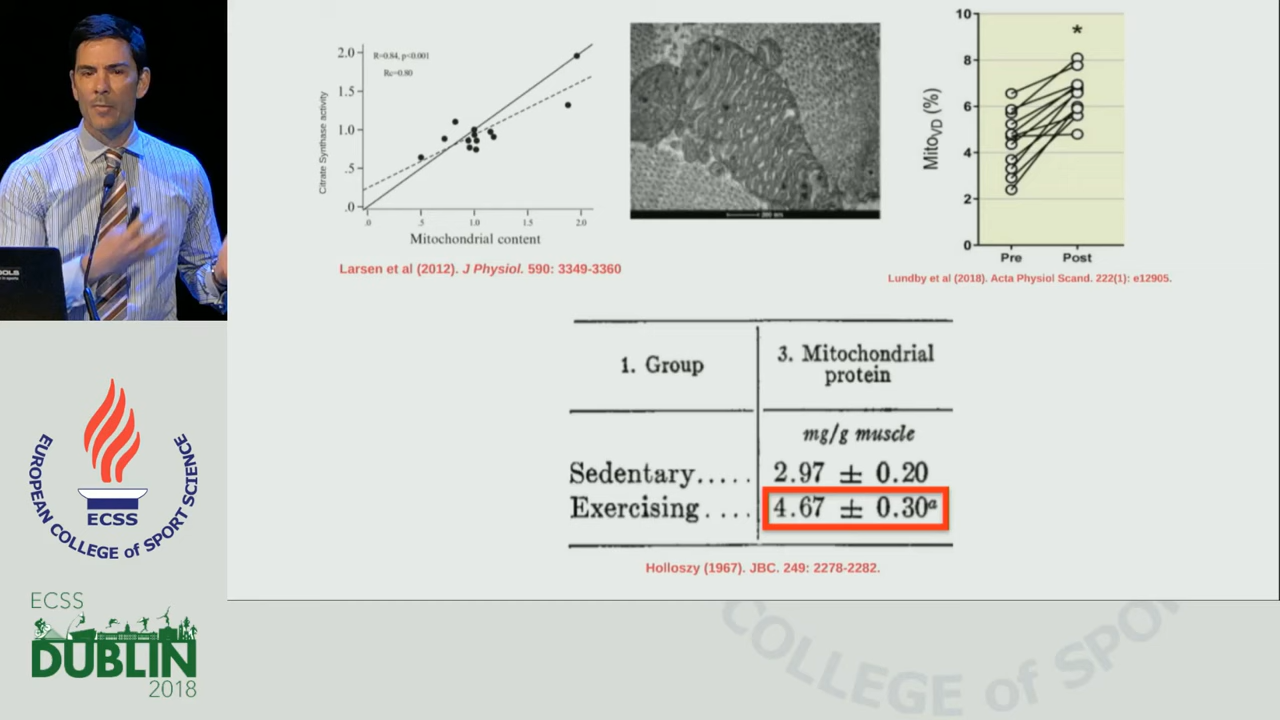 R=0.84, p<0.001
Rc=0.80
2.0
1.5
1.0
.5
.0
Citrate Synthase activity
.0
.5
1.0
1.5
2.0
Mitochondrial content
Larsen et al (2012). J Physiol. 590: 3349-3360
10
8
6
4
2
0
MitoVD (%)
*
Pre
Post
Lundby et al (2018). Acta Physiol Scand. 222(1): e12905.
1. Group
3. Mitochondrial
protein
mg/g muscle
Sedentary.....
2.97 ± 0.20
Exercising ....
4.67 ± 0.30a
Holloszy (1967). JBC. 249: 2278-2282.
EUROPEAN COLLEGE OF SPORT SCIENCE
ECSS
ECSS
DUBLIN
2018
COLLEGE of SPO